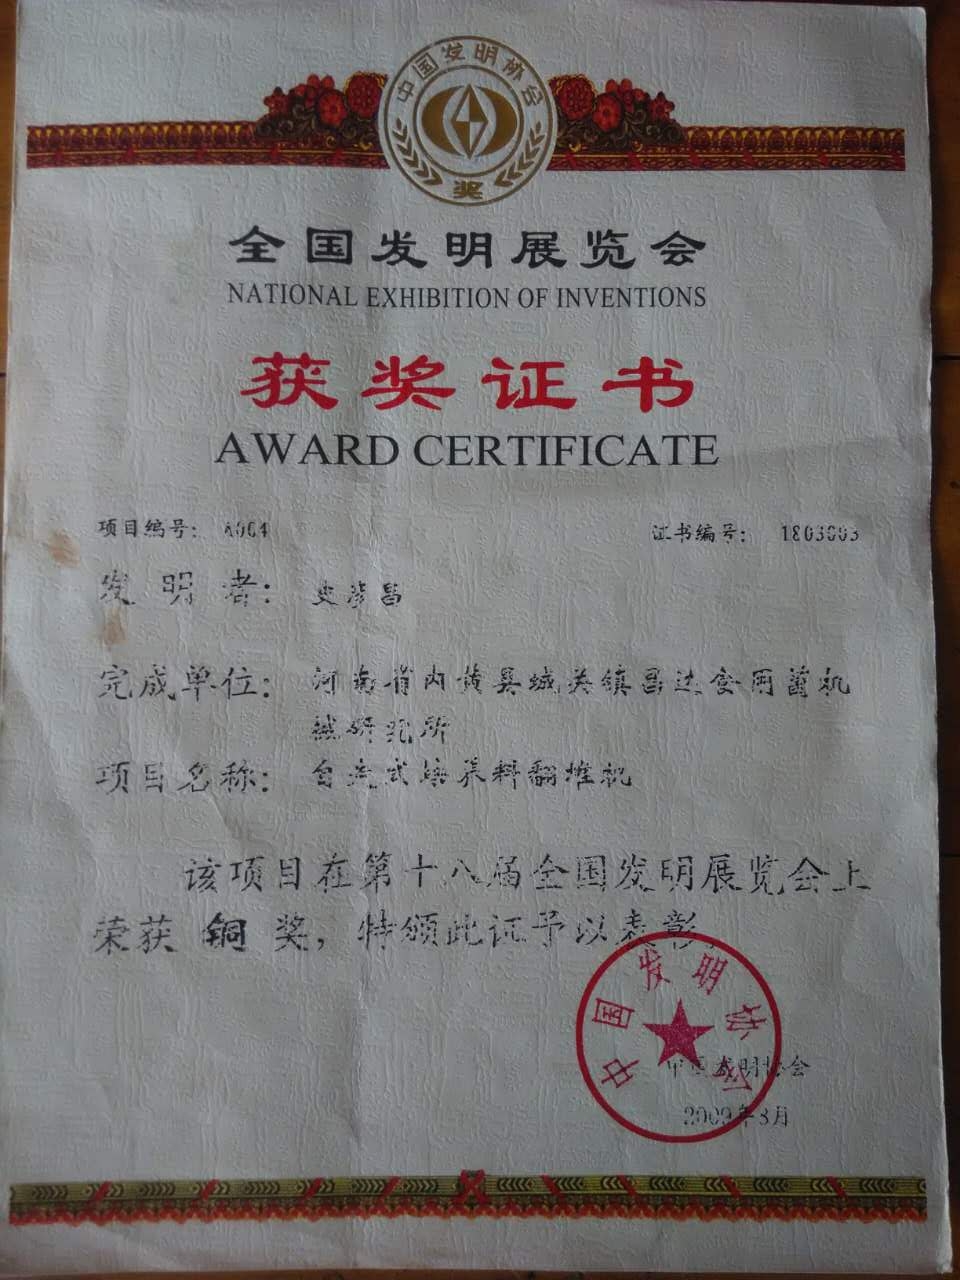 中国发明协会
奖
全国发明展览会
NATIONAL EXHIBITION OF INVENTIONS
获奖证书
AWARD CERTIFICATE
项目编号： A004 证书编号： 1803003
发明者： 史彦昌
完成单位： 河南省内黄县城关镇昌达食用菌机
械研究所
项目名称： 自走式培养料翻堆机
该项目在第十八届全国发明展览会上
荣获 铜 奖，特颁此证予以表彰。
中国发明协会
中国发明协会
2009年8月